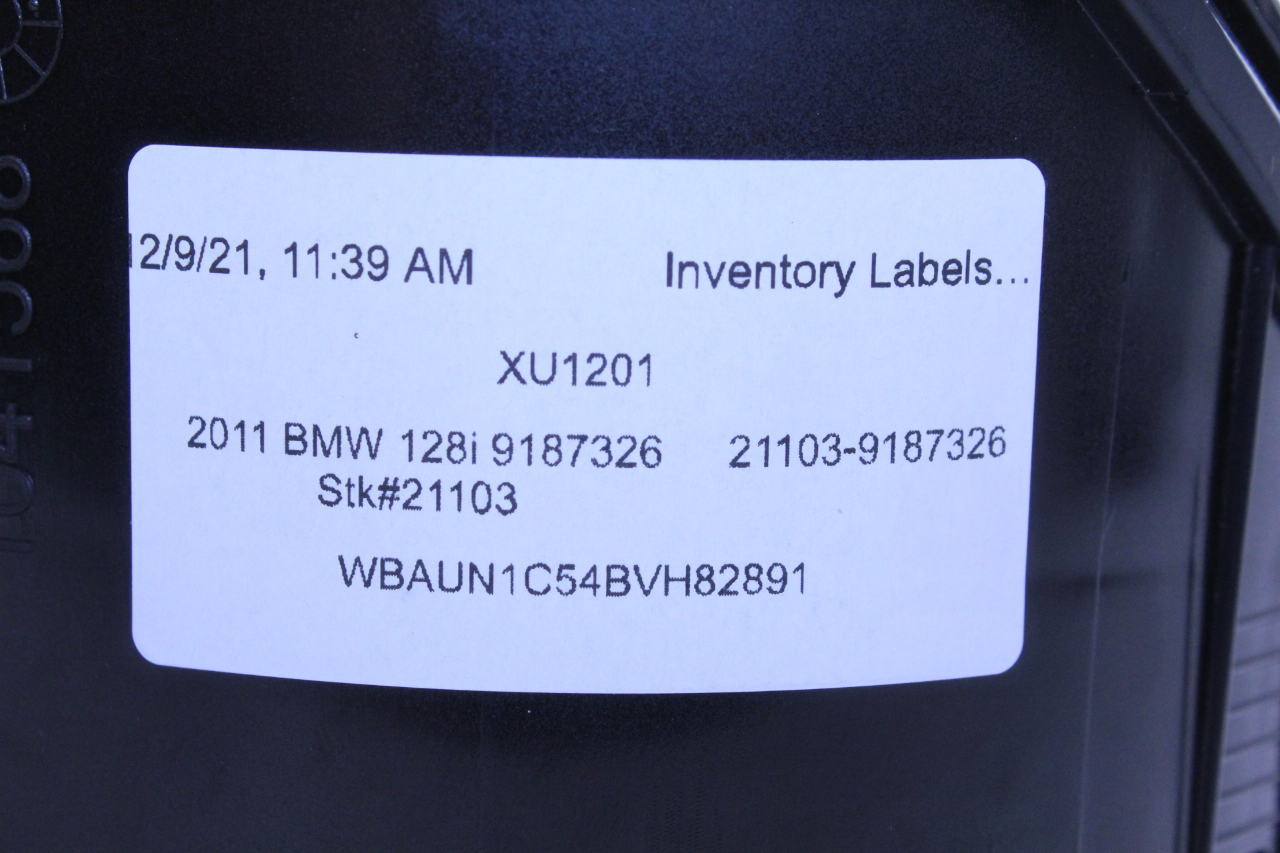 12/9/21, 11:39 AM Inventory Labels...
XU1201
2011 BMW 128i 9187326 21103-9187326
Stk#21103
WBAUN1C54BVH82891